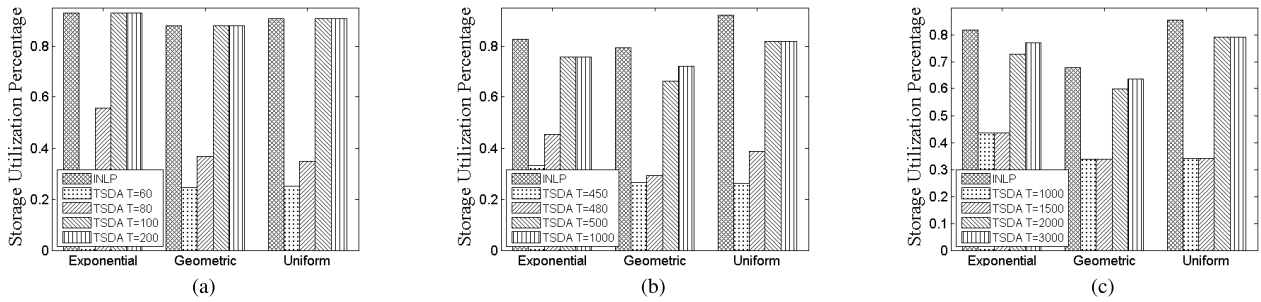 Storage Utilization Percentage
0.8
0.6
0.4
0.2
0
INLP
TSDA T=60
TSDA T=80
TSDA T=100
TSDA T=200
Exponential Geometric Uniform
(a)
Storage Utilization Percentage
0.8
0.6
0.4
0.2
0
INLP
TSDA T=450
TSDA T=480
TSDA T=500
TSDA T=1000
Exponential Geometric Uniform
(b)
Storage Utilization Percentage
0.8
0.7
0.6
0.5
0.4
0.3
0.2
0.1
0
INLP
TSDA T=1000
TSDA T=1500
TSDA T=2000
TSDA T=3000
Exponential Geometric Uniform
(c)